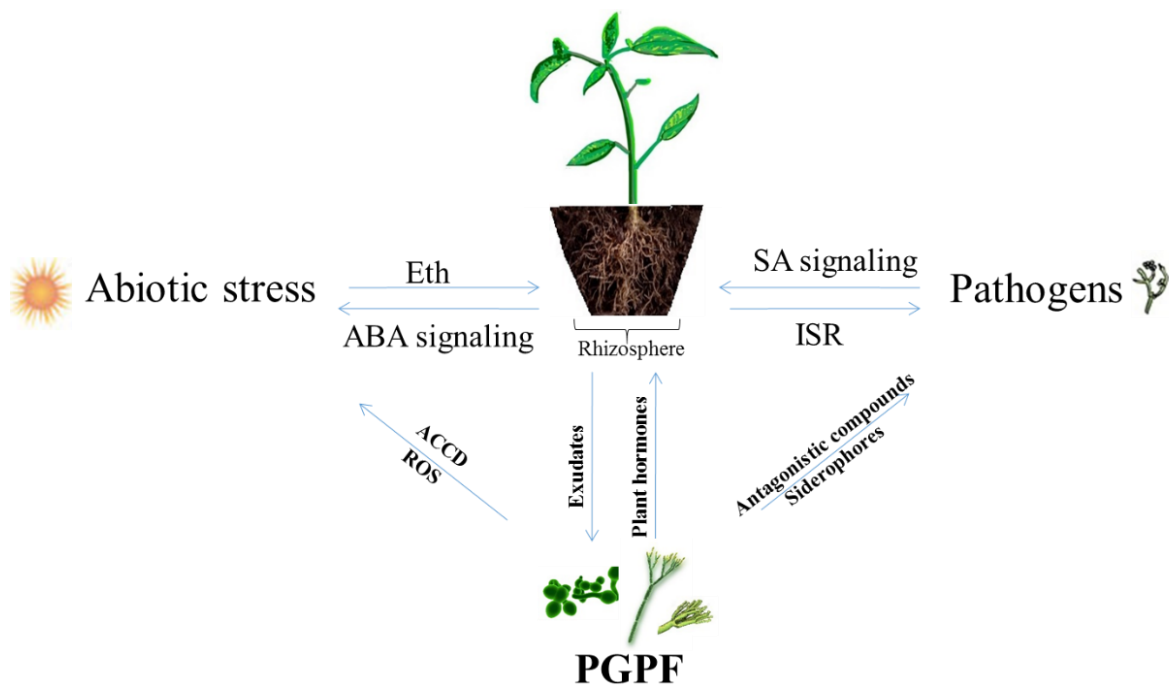 Abiotic stress
Eth
ABA signaling
SA signaling
ISR
Pathogens
Rhizosphere
ACCD
ROS
Exudates
Plant hormones
Antagonistic compounds
Siderophores
PGPF